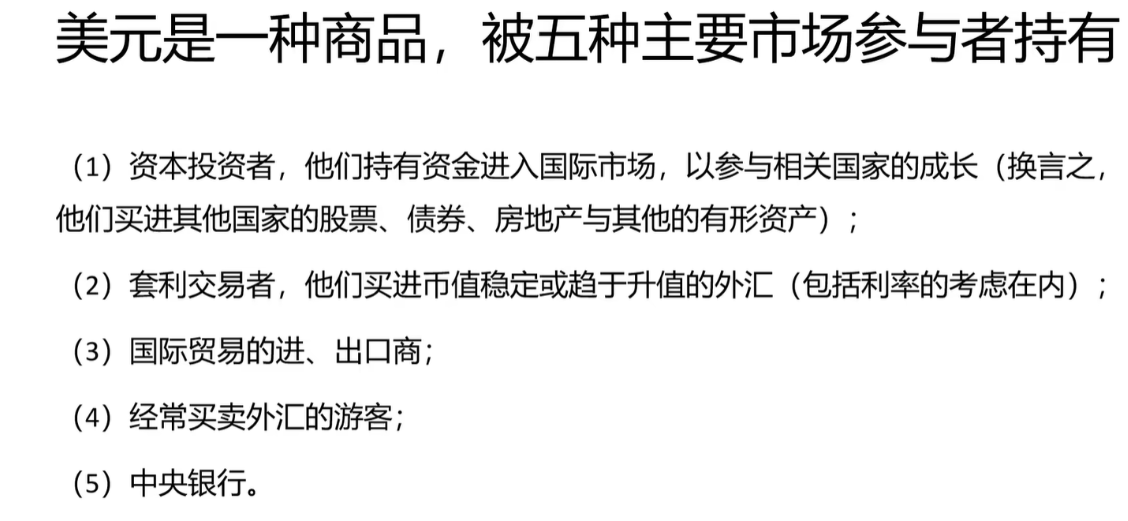 美元是一种商品，被五种主要市场参与者持有
（1）资本投资者，他们持有资金进入国际市场，以参与相关国家的成长（换言之，
他们买进其他国家的股票、债券、房地产与其他的有形资产）；
（2）套利交易者，他们买进币值稳定或趋于升值的外汇（包括利率的考虑在内）；
（3）国际贸易的进、出口商；
（4）经常买卖外汇的游客；
（5）中央银行。